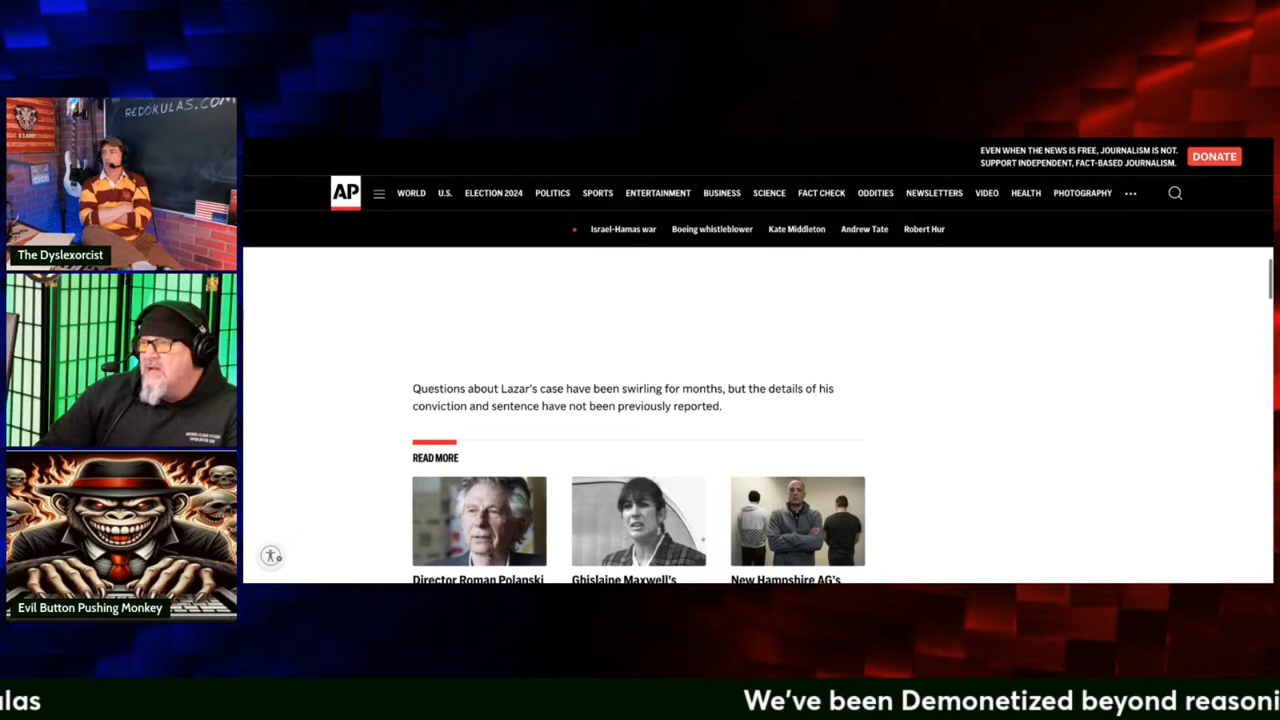 REDOKULAS.COM
The Dyslexorcist
Evil Button Pushing Monkey
EVEN WHEN THE NEWS IS FREE, JOURNALISM IS NOT.
SUPPORT INDEPENDENT, FACT-BASED JOURNALISM.
DONATE
AP
WORLD U.S. ELECTION 2024 POLITICS SPORTS ENTERTAINMENT BUSINESS SCIENCE FACT CHECK ODDITIES NEWSLETTERS VIDEO HEALTH PHOTOGRAPHY
Israel-Hamas war Boeing whistleblower Kate Middleton Andrew Tate Robert Hur
Questions about Lazar's case have been swirling for months, but the details of his
conviction and sentence have not been previously reported.
READ MORE
Director Roman Polanski Ghislaine Maxwell's New Hampshire AG's
ulas We've been Demonetized beyond reasoni